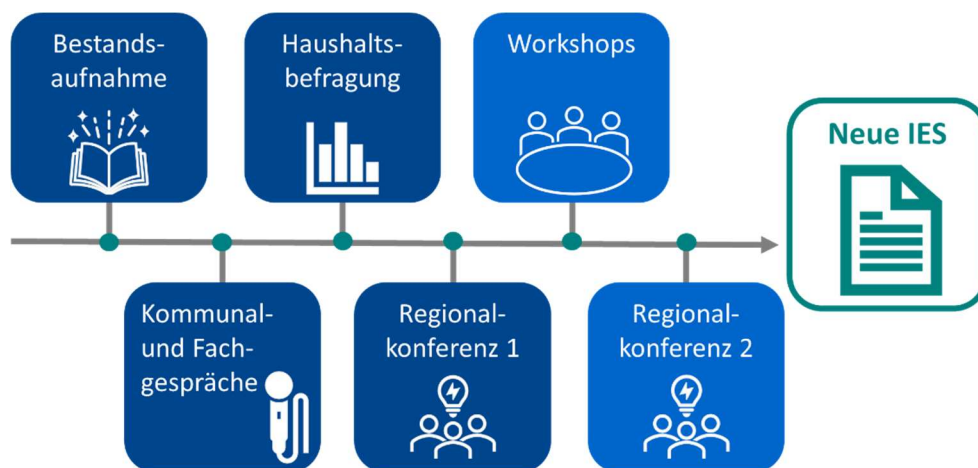 Bestands-
aufnahme
Haushalts-
befragung
Workshops
Neue IES
Kommunal-
und Fach-
gespräche
Regional-
konferenz 1
Regional-
konferenz 2